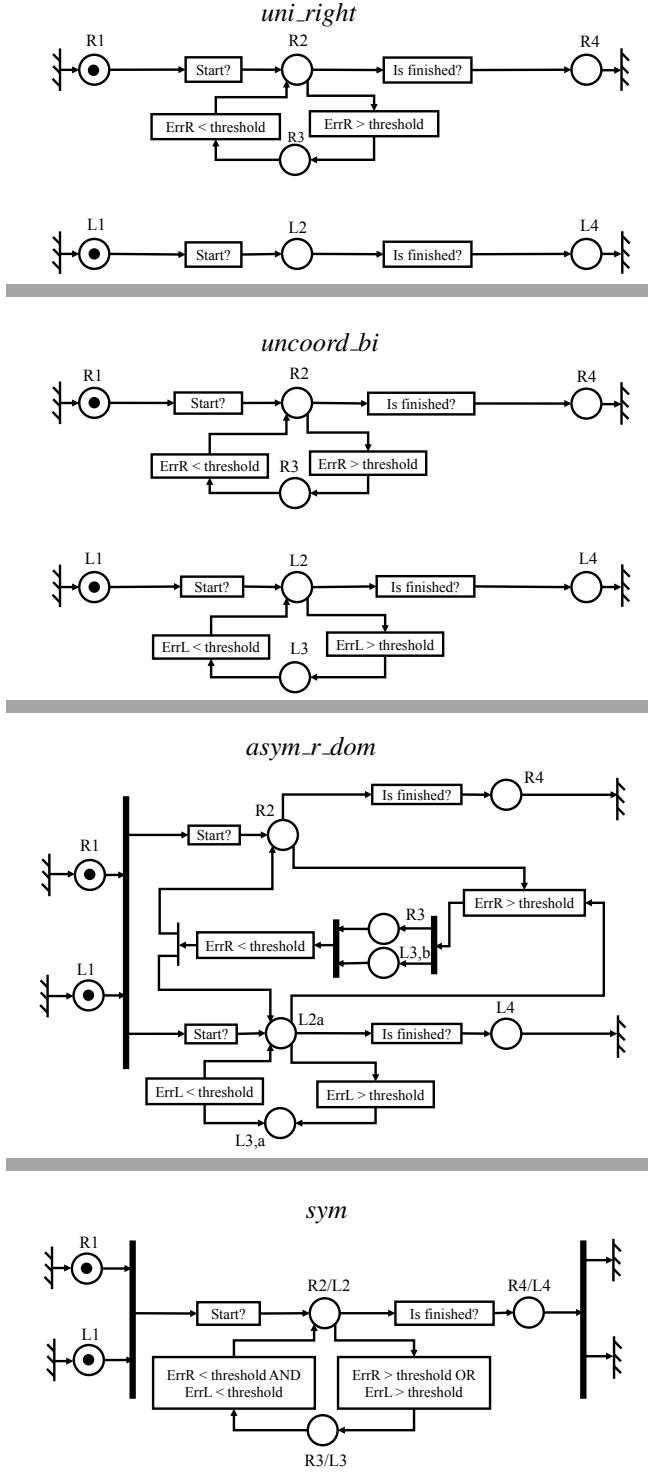 uni_right
R1
R2
R4
Start?
Is finished?
ErrR < threshold
ErrR > threshold
R3
L1
L2
L4
Start?
Is finished?
uncoord_bi
R1
R2
R4
Start?
Is finished?
ErrR < threshold
R3
ErrR > threshold
L1
L2
L4
Start?
Is finished?
ErrL < threshold
L3
ErrL > threshold
asym_r_dom
R2
Is finished?
R4
R1
Start?
ErrR > threshold
R3
ErrR < threshold
L3,b
L1
L2a
L4
Start?
Is finished?
ErrL < threshold
ErrL > threshold
L3,a
sym
R1
R2/L2
R4/L4
Start?
Is finished?
L1
ErrR < threshold AND
ErrL < threshold
ErrR > threshold OR
ErrL > threshold
R3/L3